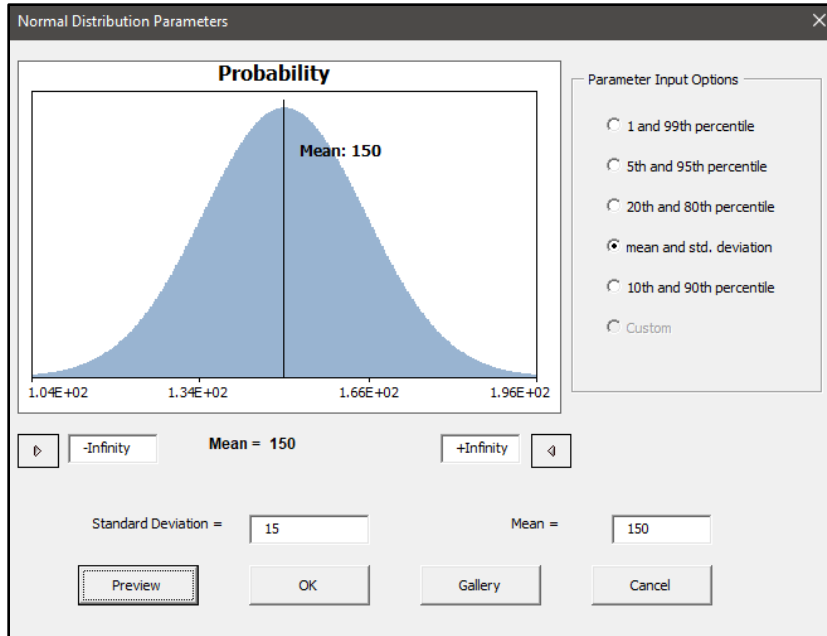 Normal Distribution Parameters
Probability
Mean: 150
1.04E+02 1.34E+02 1.66E+02 1.96E+02
Parameter Input Options
1 and 99th percentile
5th and 95th percentile
20th and 80th percentile
mean and std. deviation
10th and 90th percentile
Custom
-Infinity Mean = 150 +Infinity
Standard Deviation = 15 Mean = 150
Preview OK Gallery Cancel